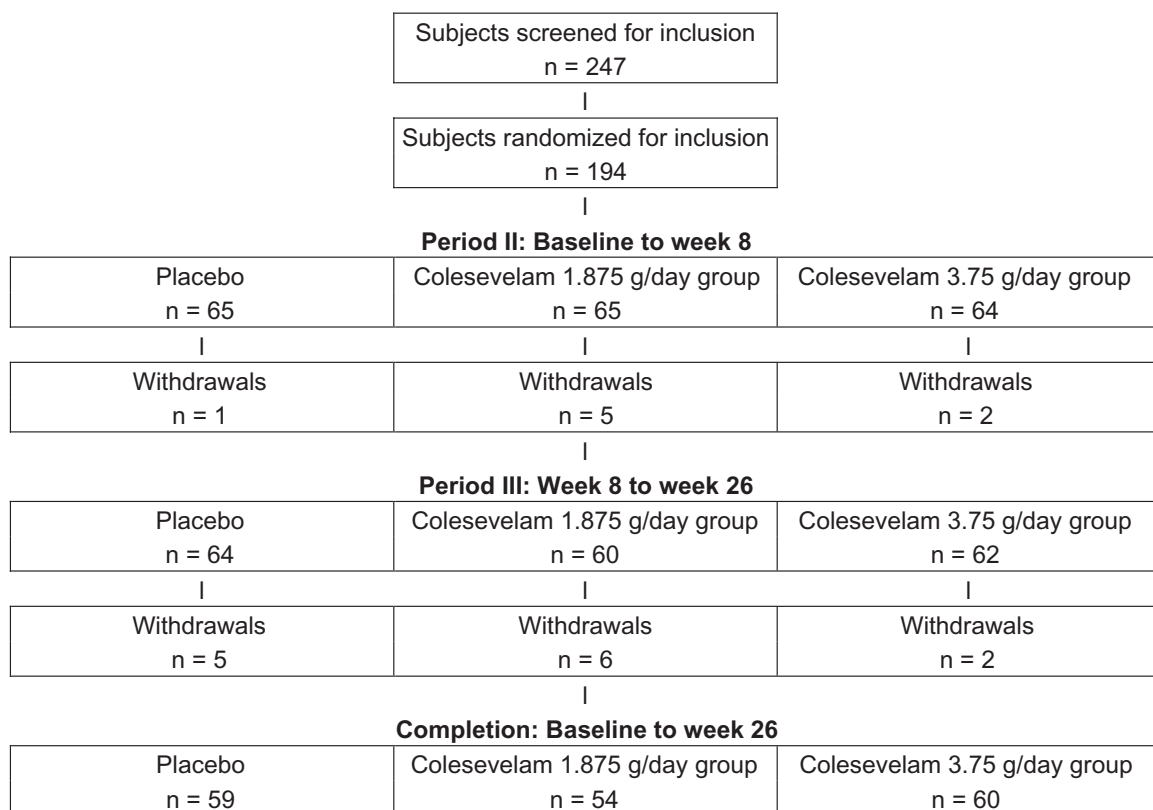 Subjects screened for inclusion
n = 247
Subjects randomized for inclusion
n = 194
Period II: Baseline to week 8
Placebo
n = 65
Colesevelam 1.875 g/day group
n = 65
Colesevelam 3.75 g/day group
n = 64
Withdrawals
n = 1
Withdrawals
n = 5
Withdrawals
n = 2
Period III: Week 8 to week 26
Placebo
n = 64
Colesevelam 1.875 g/day group
n = 60
Colesevelam 3.75 g/day group
n = 62
Withdrawals
n = 5
Withdrawals
n = 6
Withdrawals
n = 2
Completion: Baseline to week 26
Placebo
n = 59
Colesevelam 1.875 g/day group
n = 54
Colesevelam 3.75 g/day group
n = 60